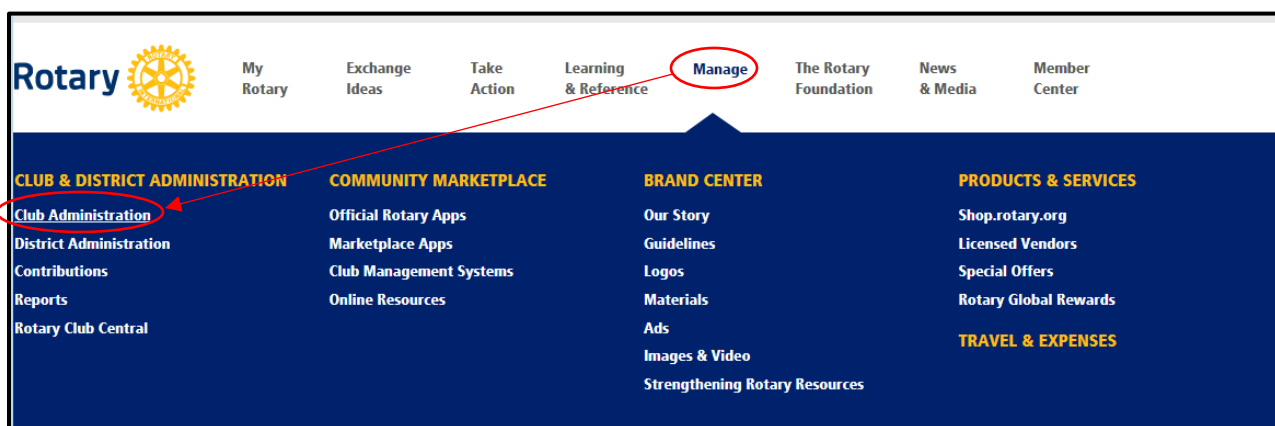 Rotary
ROTARY
INTERNATIONAL
My
Rotary
Exchange
Ideas
Take
Action
Learning
& Reference
Manage
The Rotary
Foundation
News
& Media
Member
Center
CLUB & DISTRICT ADMINISTRATION
Club Administration
District Administration
Contributions
Reports
Rotary Club Central
COMMUNITY MARKETPLACE
Official Rotary Apps
Marketplace Apps
Club Management Systems
Online Resources
BRAND CENTER
Our Story
Guidelines
Logos
Materials
Ads
Images & Video
Strengthening Rotary Resources
PRODUCTS & SERVICES
Shop.rotary.org
Licensed Vendors
Special Offers
Rotary Global Rewards
TRAVEL & EXPENSES